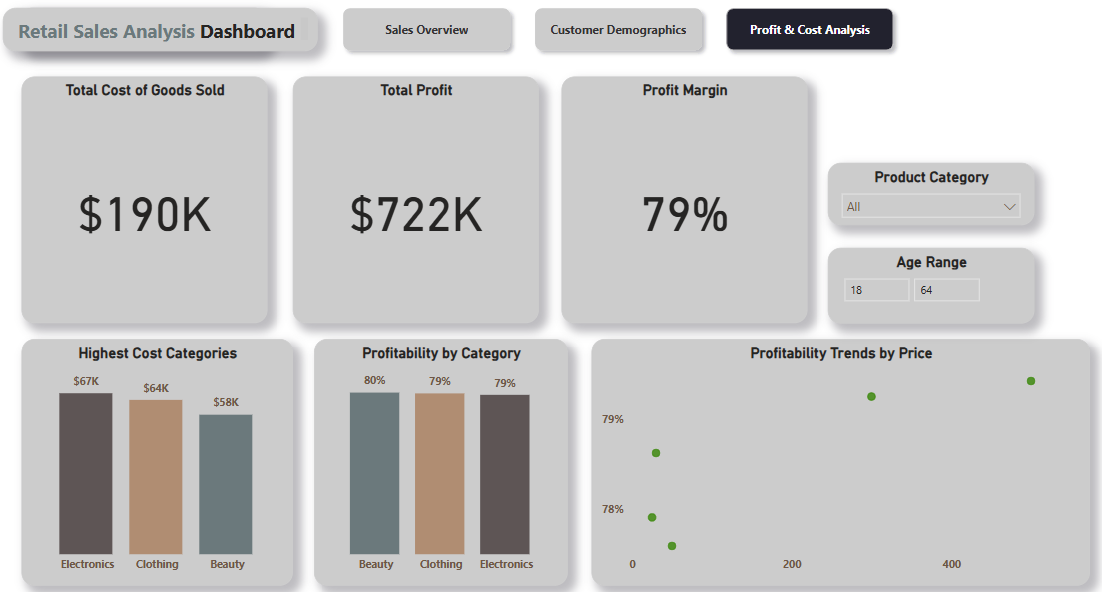 Retail Sales Analysis Dashboard
Sales Overview
Customer Demographics
Profit & Cost Analysis
Total Cost of Goods Sold
$190K
Total Profit
$722K
Profit Margin
79%
Product Category
All
Age Range
18 64
Highest Cost Categories
$67K
$64K
$58K
Electronics Clothing Beauty
Profitability by Category
80% 79% 79%
Beauty Clothing Electronics
Profitability Trends by Price
79%
78%
0 200 400